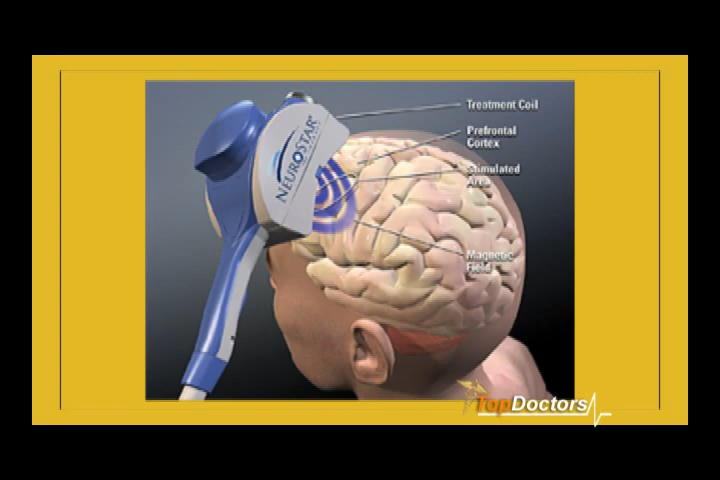 NEUROSTAR®
Treatment Coil
Prefrontal
Cortex
Stimulated
Area
Magnetic
Field
TopDoctors